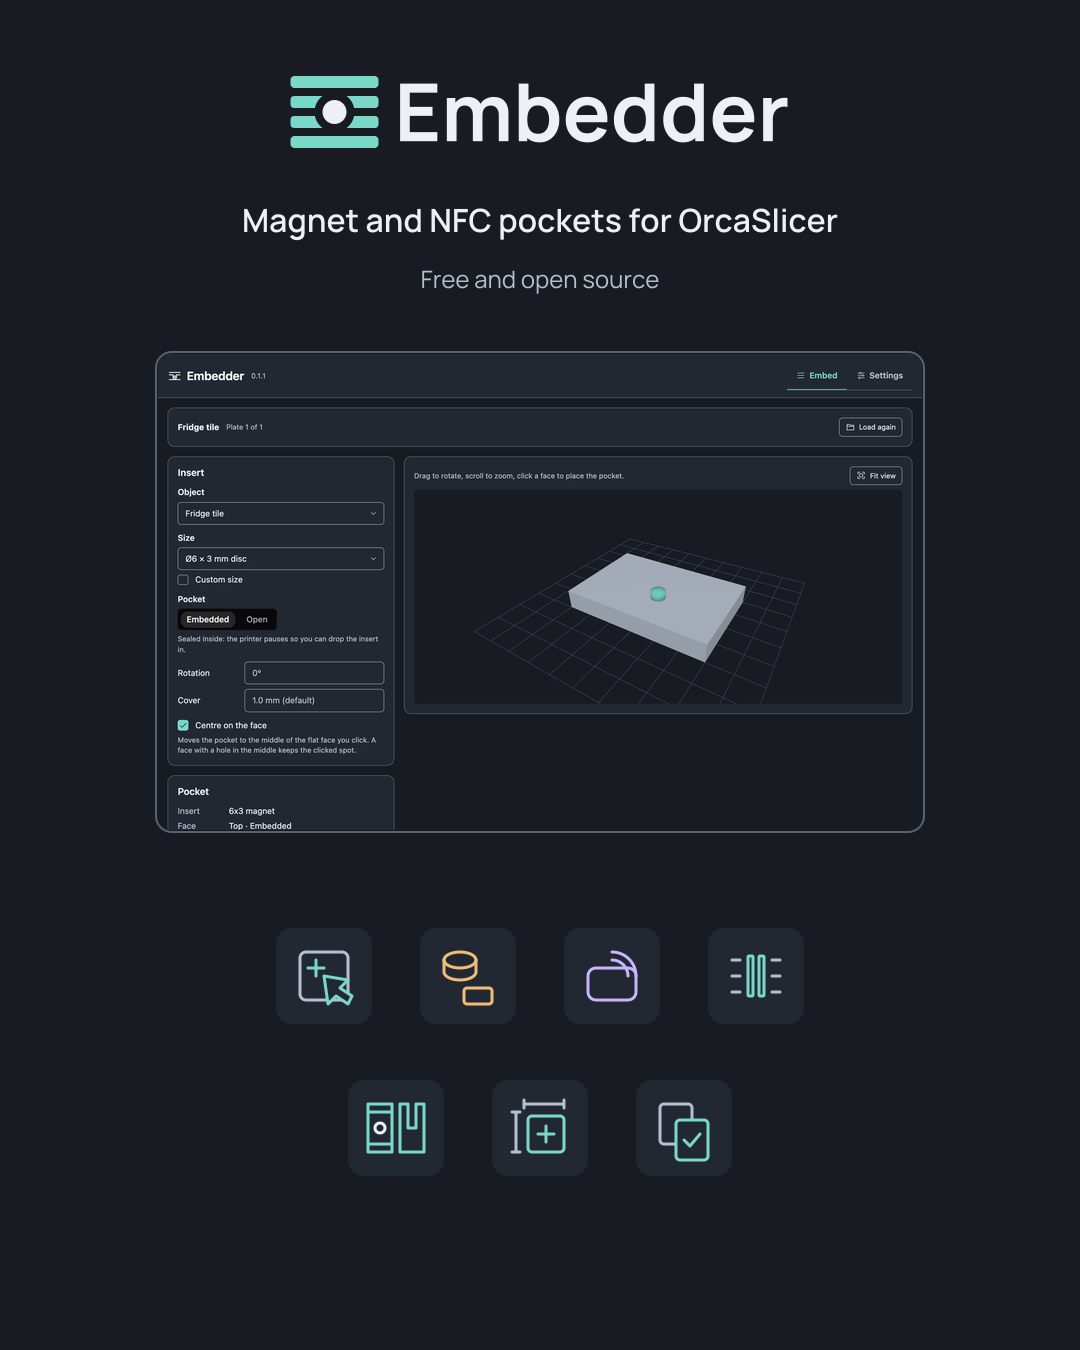 Embedder
Magnet and NFC pockets for OrcaSlicer
Free and open source
Embedder 0.1.1
Embed
Settings
Fridge tile Plate 1 of 1
Load again
Insert
Object
Fridge tile
Size
Ø6 × 3 mm disc
Custom size
Pocket
Embedded
Open
Sealed inside: the printer pauses so you can drop the insert
in.
Rotation
0°
Cover
1.0 mm (default)
Centre on the face
Moves the pocket to the middle of the flat face you click. A
face with a hole in the middle keeps the clicked spot.
Pocket
Insert 6x3 magnet
Face Top · Embedded
Drag to rotate, scroll to zoom, click a face to place the pocket.
Fit view